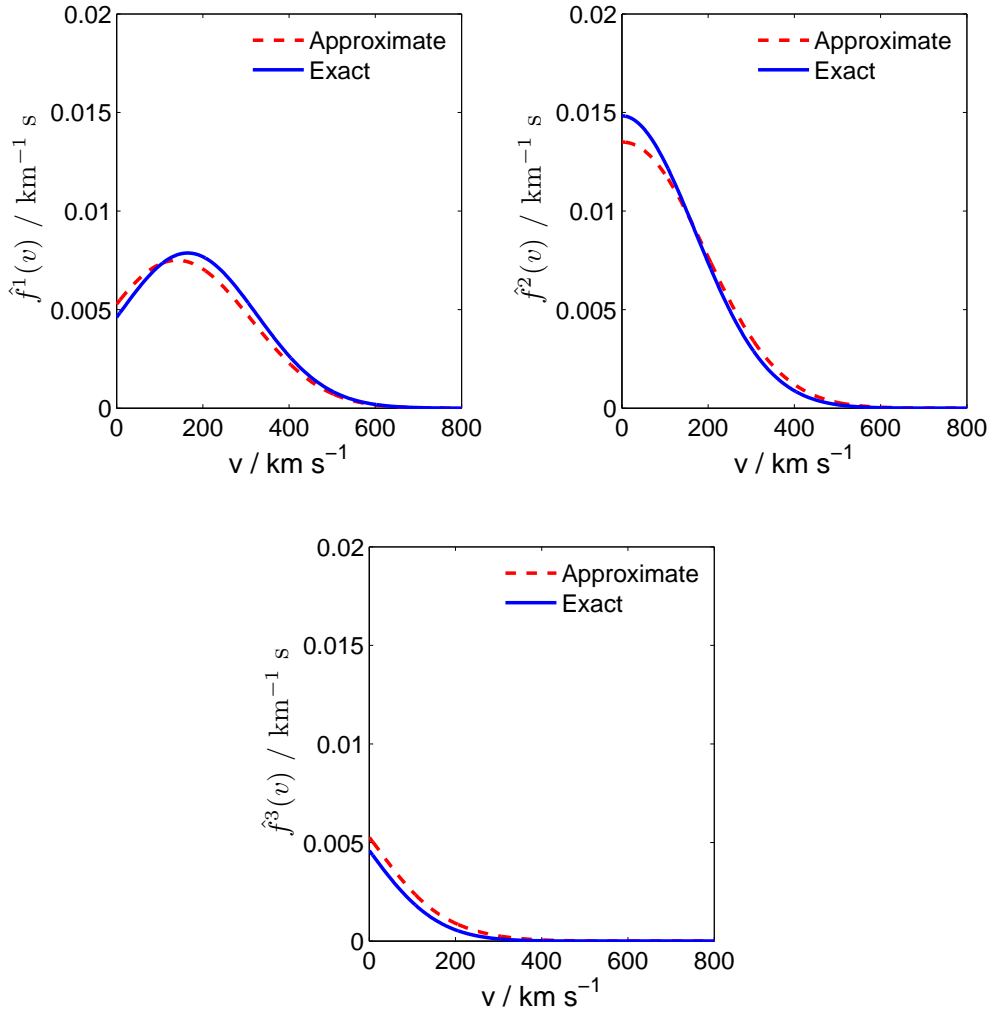 0.02
0.015
0.01
0.005
0
f̂¹(v) / km⁻¹ s
Approximate
Exact
0 200 400 600 800
v / km s⁻¹
0.02
0.015
0.01
0.005
0
f̂²(v) / km⁻¹ s
Approximate
Exact
0 200 400 600 800
v / km s⁻¹
0.02
0.015
0.01
0.005
0
f̂³(v) / km⁻¹ s
Approximate
Exact
0 200 400 600 800
v / km s⁻¹